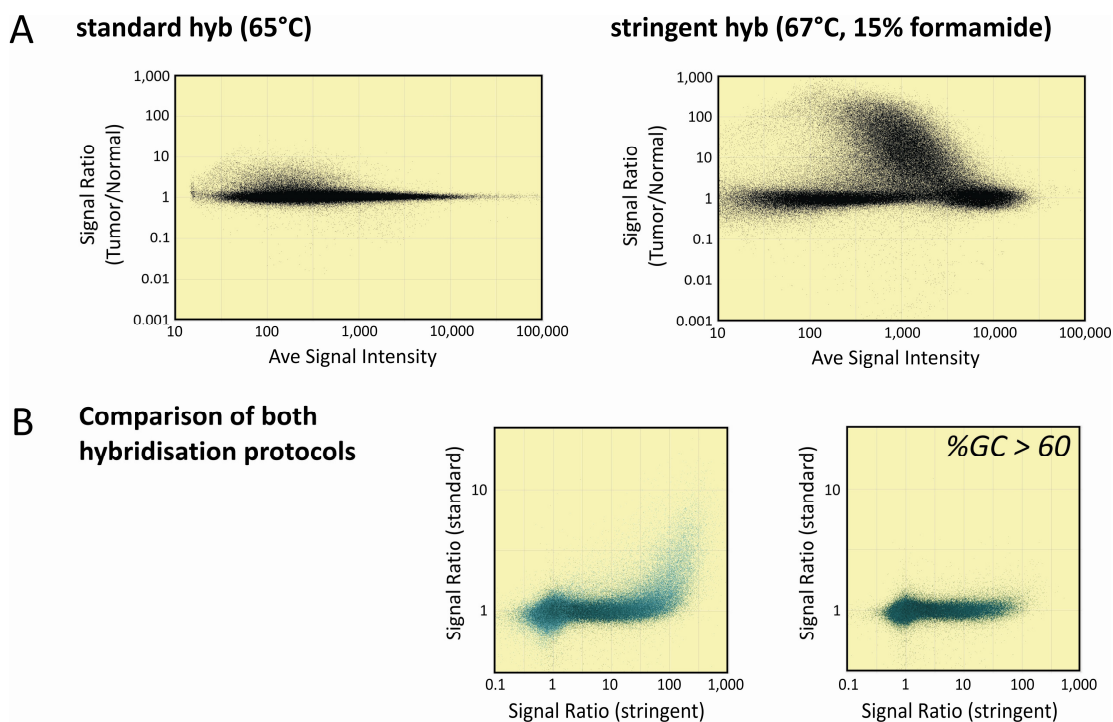 A
standard hyb (65°C)
stringent hyb (67°C, 15% formamide)
1,000
100
10
1
0.1
0.01
0.001
Signal Ratio
(Tumor/Normal)
10
100
1,000
10,000
100,000
Ave Signal Intensity
1,000
100
10
1
0.1
0.01
0.001
Signal Ratio
(Tumor/Normal)
10
100
1,000
10,000
100,000
Ave Signal Intensity
B
Comparison of both
hybridisation protocols
10
1
Signal Ratio (standard)
0.1
1
10
100
1,000
Signal Ratio (stringent)
%GC > 60
10
1
Signal Ratio (standard)
0.1
1
10
100
1,000
Signal Ratio (stringent)